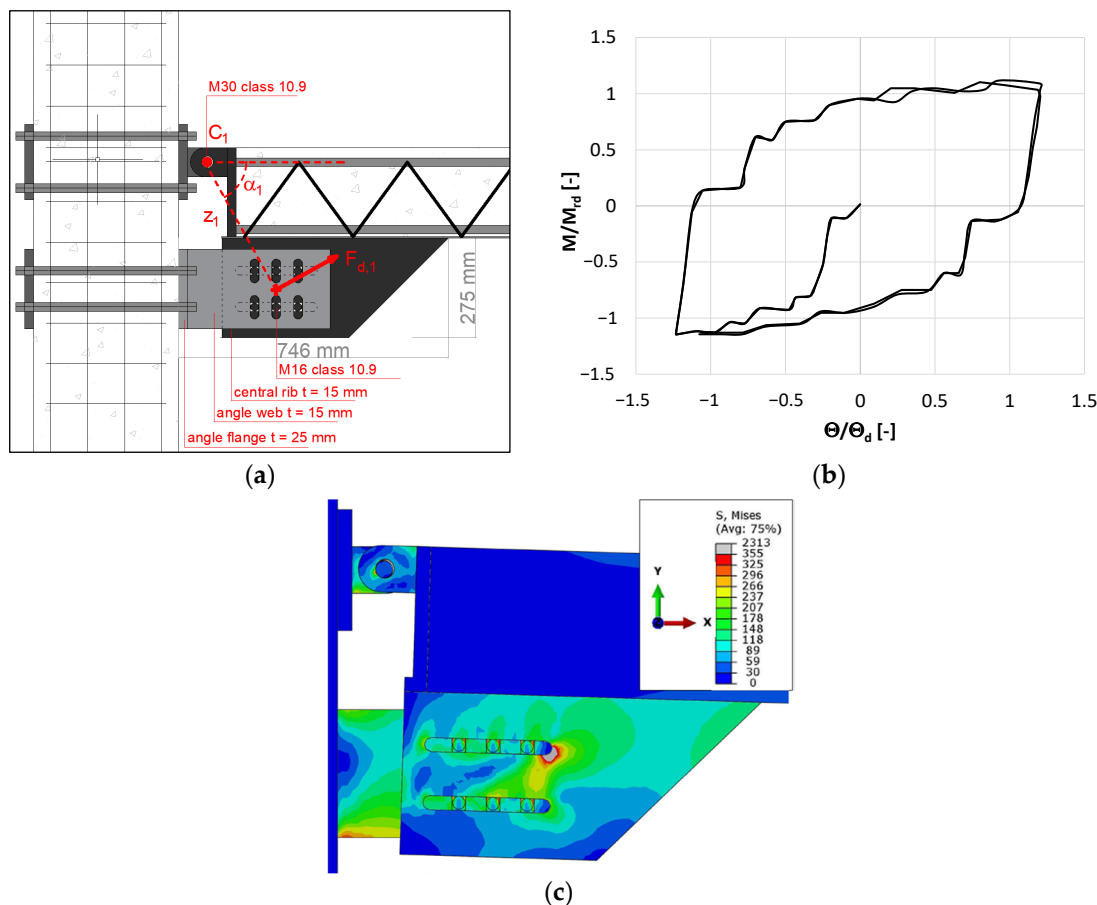 M30 class 10.9
C1
α1
z1
Fd,1
275 mm
746 mm
M16 class 10.9
central rib t = 15 mm
angle web t = 15 mm
angle flange t = 25 mm
(a)
1.5
1
0.5
0
−0.5
−1
−1.5
M/Mrd [-]
−1.5 −1 −0.5 0 0.5 1 1.5
Θ/Θd [-]
(b)
S, Mises
(Avg: 75%)
2313
355
325
296
266
237
207
178
148
118
89
59
30
0
Y
Z
X
(c)